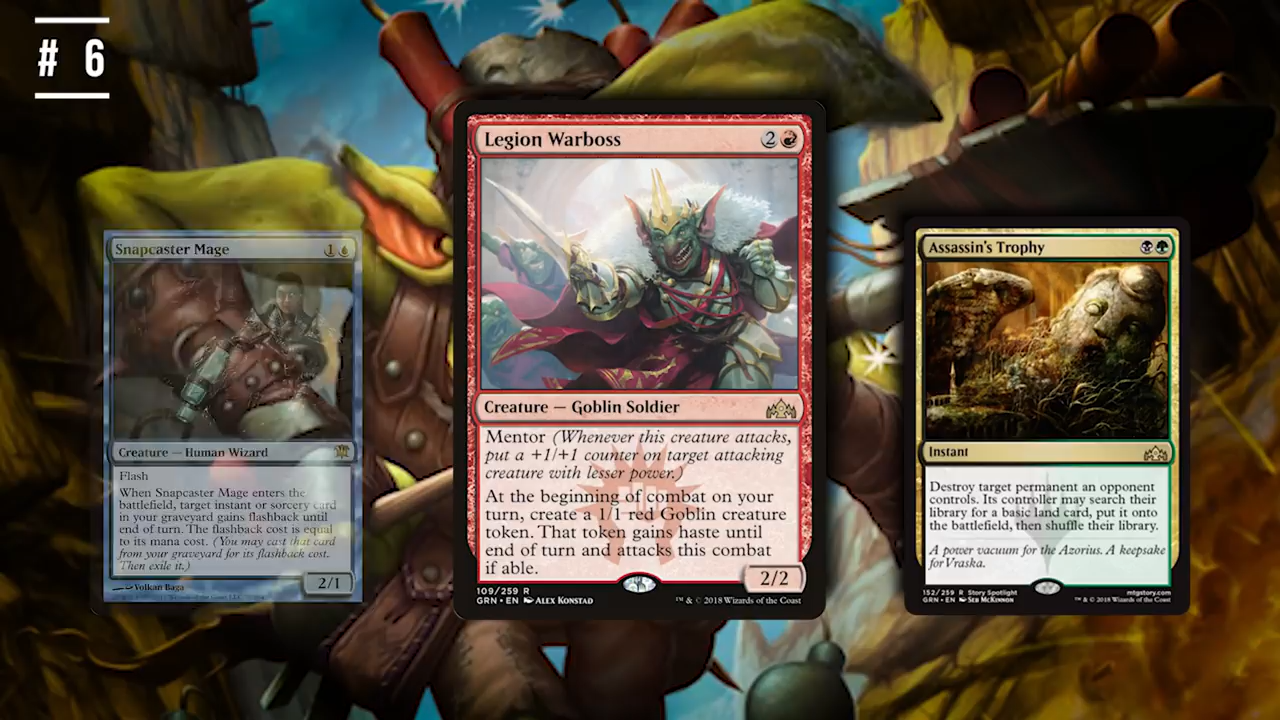 # 6
Snapcaster Mage 1
Creature — Human Wizard
Flash
When Snapcaster Mage enters the
battlefield, target instant or sorcery card
in your graveyard gains flashback until
end of turn. The flashback cost is equal
to its mana cost. (You may cast that card
from your graveyard for its flashback cost.
Then exile it.)
Volkan Baga
2/1
Legion Warboss 2
Creature — Goblin Soldier
Mentor (Whenever this creature attacks,
put a +1/+1 counter on target attacking
creature with lesser power.)
At the beginning of combat on your
turn, create a 1/1 red Goblin creature
token. That token gains haste until
end of turn and attacks this combat
if able.
2/2
109/259 R
GRN • EN Alex Konstad ™ & © 2018 Wizards of the Coast
Assassin's Trophy
Instant
Destroy target permanent an opponent
controls. Its controller may search their
library for a basic land card, put it onto
the battlefield, then shuffle their library.
A power vacuum for the Azorius. A keepsake
for Vraska.
152/259 R Story Spotlight mtgstory.com
GRN • EN Seb McKinnon ™ & © 2018 Wizards of the Coast